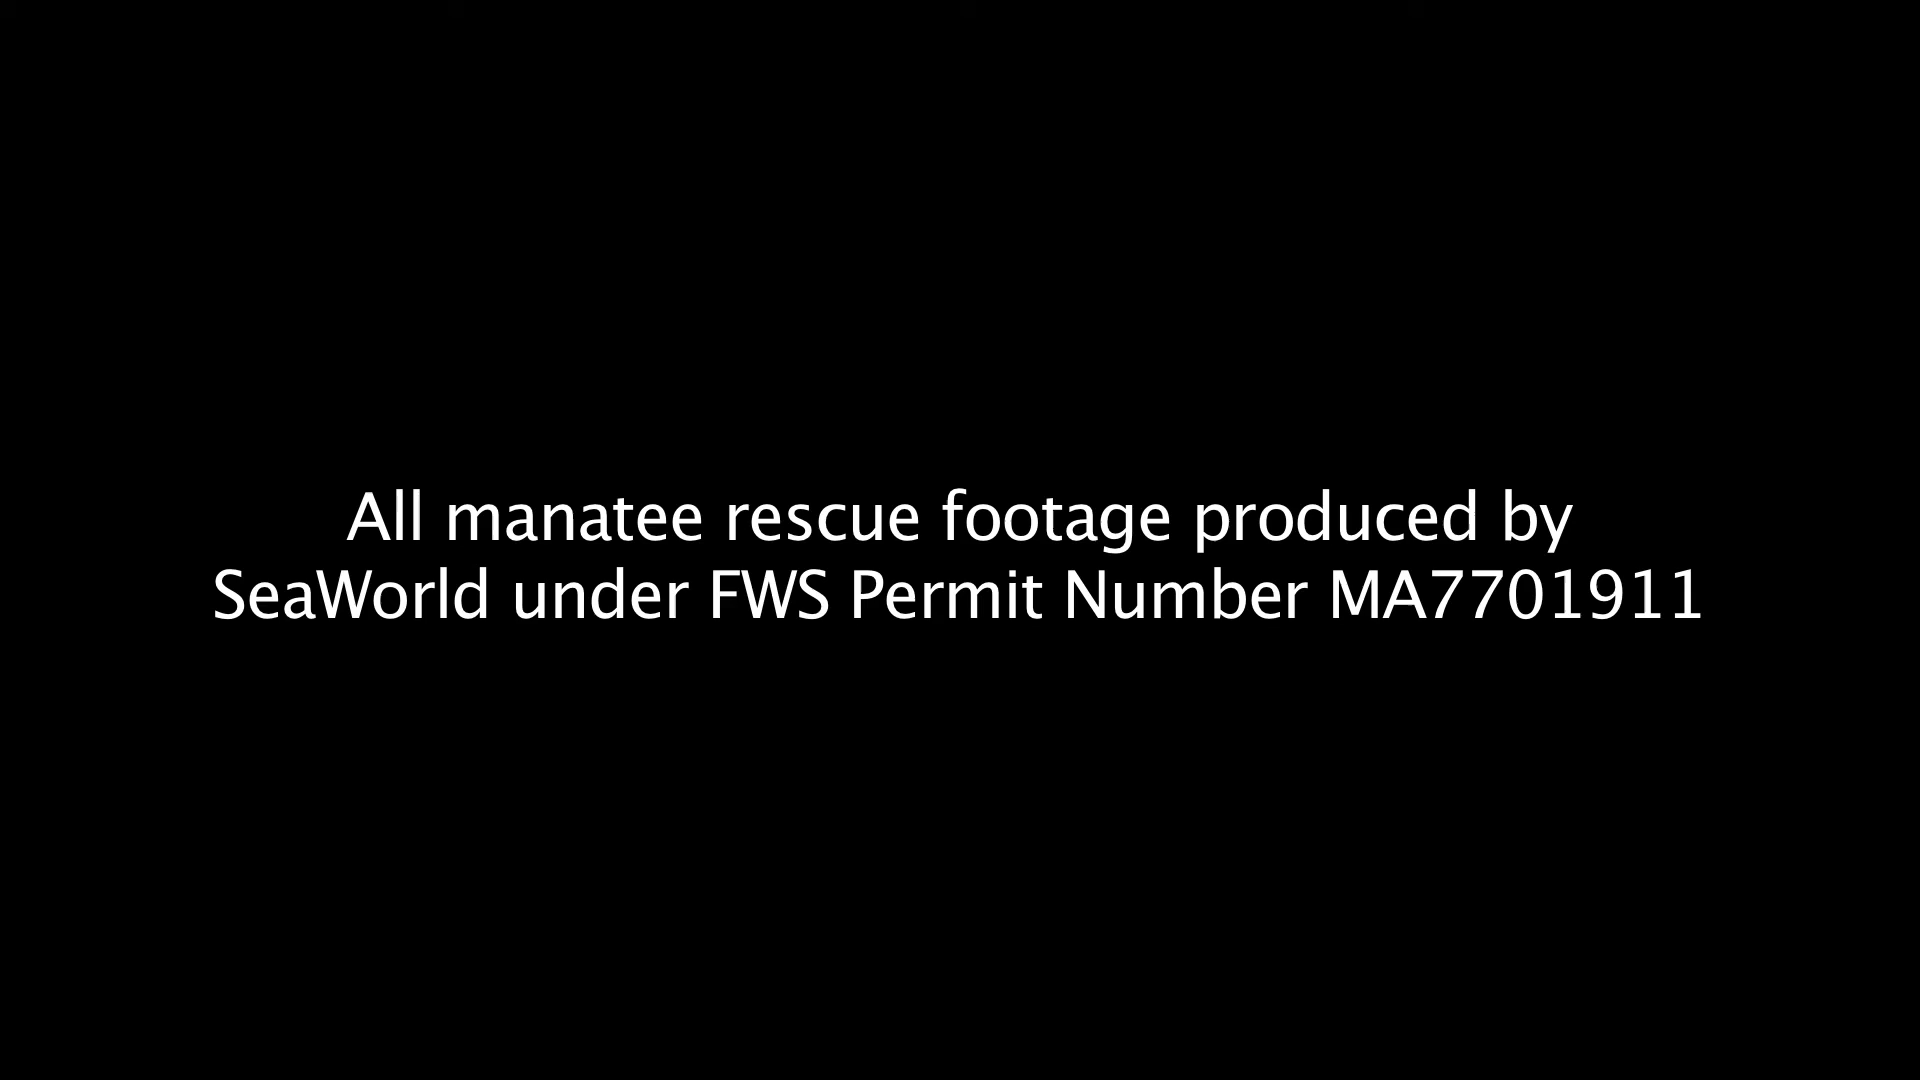 All manatee rescue footage produced by
SeaWorld under FWS Permit Number MA7701911